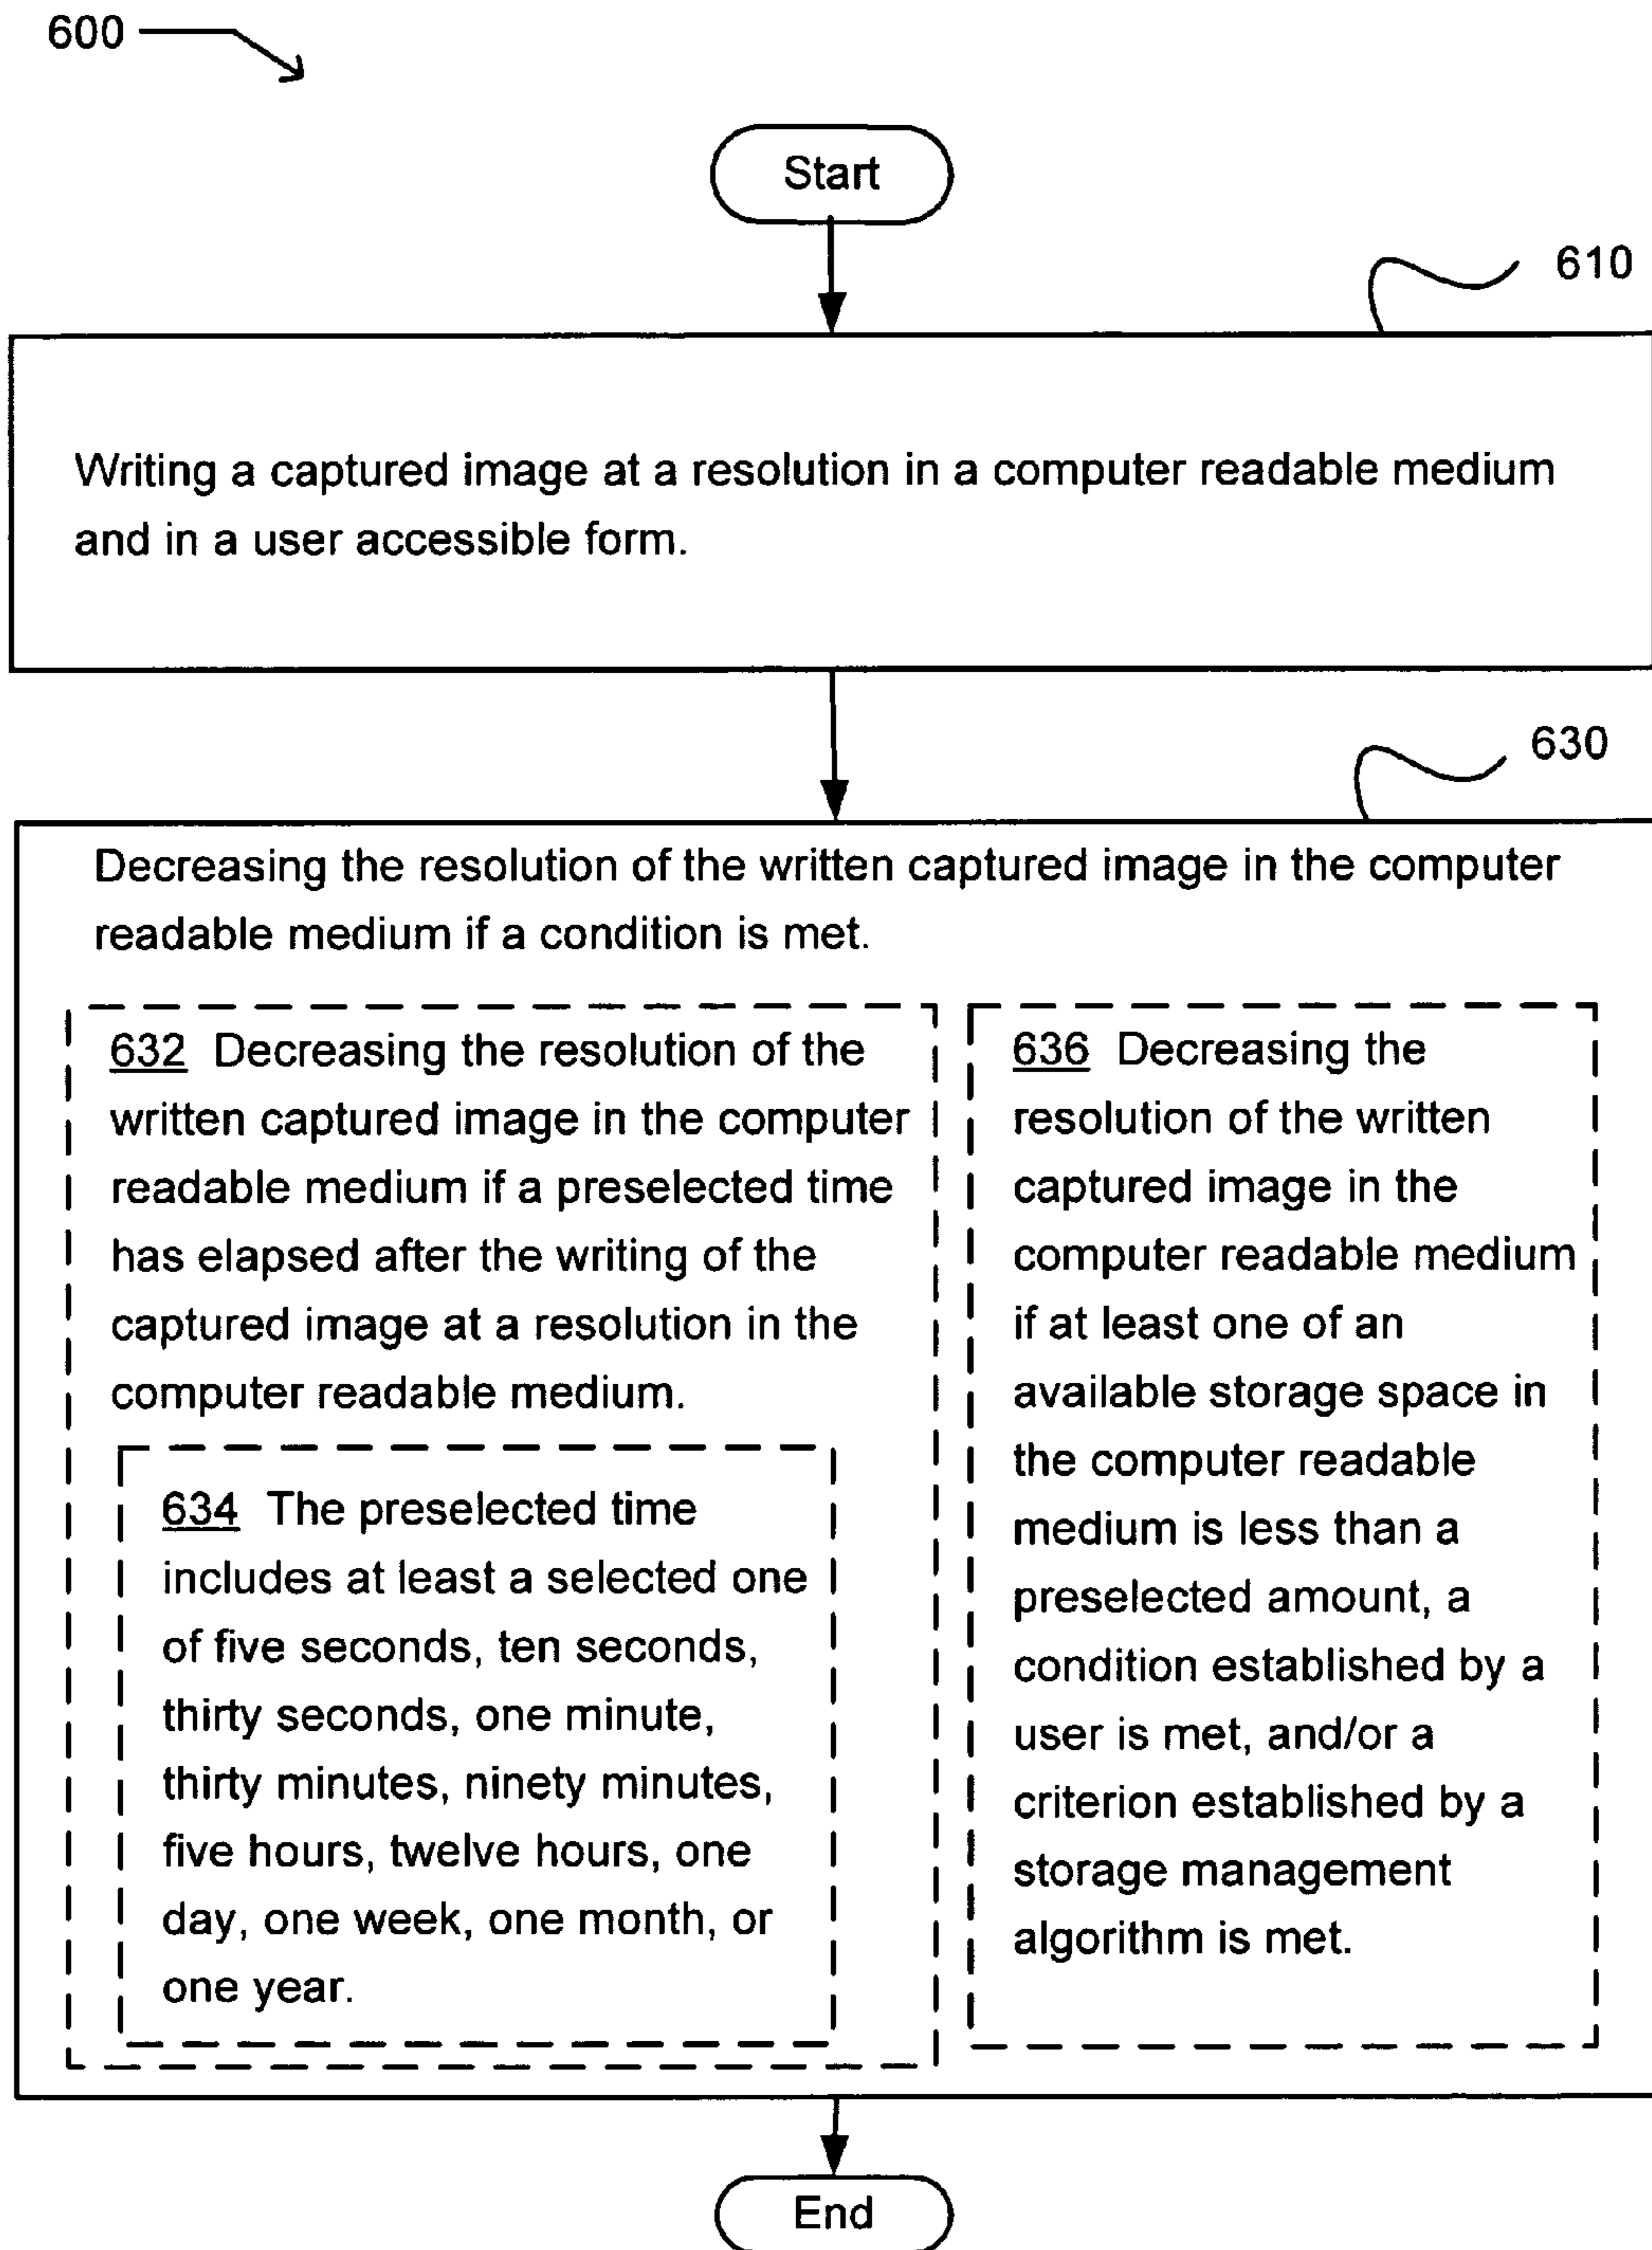 600
Start
610
Writing a captured image at a resolution in a computer readable medium
and in a user accessible form.
630
Decreasing the resolution of the written captured image in the computer
readable medium if a condition is met.
632 Decreasing the resolution of the
written captured image in the computer
readable medium if a preselected time
has elapsed after the writing of the
captured image at a resolution in the
computer readable medium.
634 The preselected time
includes at least a selected one
of five seconds, ten seconds,
thirty seconds, one minute,
thirty minutes, ninety minutes,
five hours, twelve hours, one
day, one week, one month, or
one year.
636 Decreasing the
resolution of the written
captured image in the
computer readable medium
if at least one of an
available storage space in
the computer readable
medium is less than a
preselected amount, a
condition established by a
user is met, and/or a
criterion established by a
storage management
algorithm is met.
End